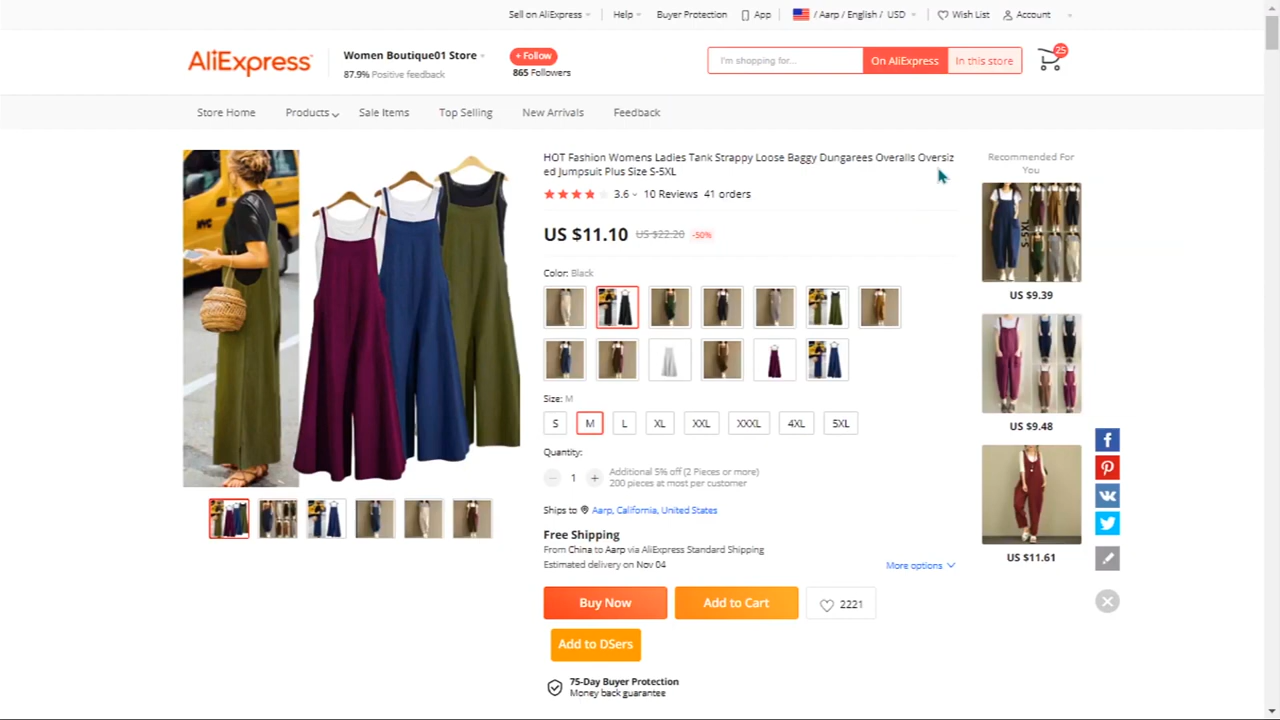 Sell on AliExpress
Help
Buyer Protection
App
/ Aarp / English / USD
Wish List
Account
AliExpress
Women Boutique01 Store
87.9% Positive feedback
+ Follow
865 Followers
I'm shopping for...
On AliExpress
In this store
25
Store Home
Products
Sale Items
Top Selling
New Arrivals
Feedback
HOT Fashion Womens Ladies Tank Strappy Loose Baggy Dungarees Overalls Oversiz
ed Jumpsuit Plus Size S-5XL
3.6
10 Reviews
41 orders
US $11.10
US $22.20
-50%
Color: Black
Size: M
S
M
L
XL
XXL
XXXL
4XL
5XL
Quantity:
1
Additional 5% off (2 Pieces or more)
200 pieces at most per customer
Ships to
Aarp, California, United States
Free Shipping
From China to Aarp via AliExpress Standard Shipping
Estimated delivery on Nov 04
More options
Buy Now
Add to Cart
2221
Add to DSers
75-Day Buyer Protection
Money back guarantee
Recommended For
You
S-5XL
US $9.39
US $9.48
US $11.61
NYC